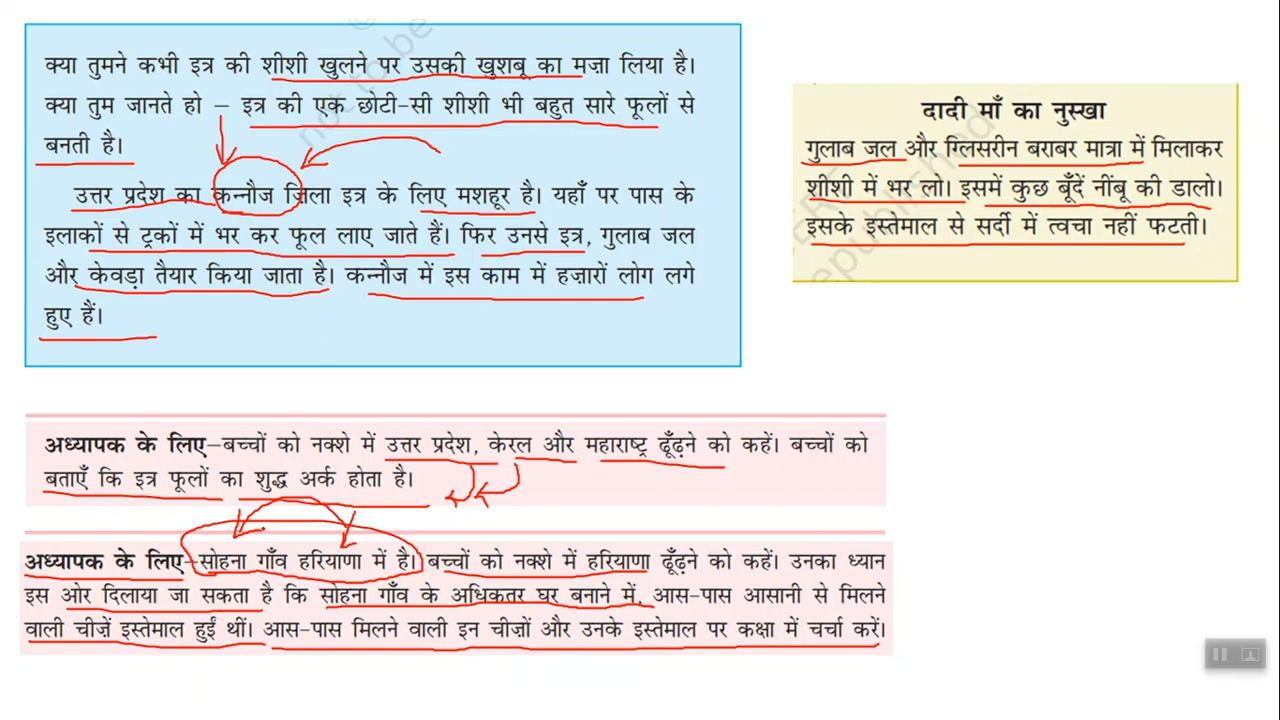 क्या तुमने कभी इत्र की शीशी खुलने पर उसकी खुशबू का मज़ा लिया है।
क्या तुम जानते हो – इत्र की एक छोटी-सी शीशी भी बहुत सारे फूलों से
बनती है।
उत्तर प्रदेश का कन्नौज ज़िला इत्र के लिए मशहूर है। यहाँ पर पास के
इलाकों से ट्रकों में भर कर फूल लाए जाते हैं। फिर उनसे इत्र, गुलाब जल
और केवड़ा तैयार किया जाता है। कन्नौज में इस काम में हज़ारों लोग लगे
हुए हैं।
दादी माँ का नुस्खा
गुलाब जल और ग्लिसरीन बराबर मात्रा में मिलाकर
शीशी में भर लो। इसमें कुछ बूँदें नींबू की डालो।
इसके इस्तेमाल से सर्दी में त्वचा नहीं फटती।
अध्यापक के लिए–बच्चों को नक्शे में उत्तर प्रदेश, केरल और महाराष्ट्र ढूँढ़ने को कहें। बच्चों को
बताएँ कि इत्र फूलों का शुद्ध अर्क होता है।
अध्यापक के लिए–सोहना गाँव हरियाणा में है। बच्चों को नक्शे में हरियाणा ढूँढ़ने को कहें। उनका ध्यान
इस ओर दिलाया जा सकता है कि सोहना गाँव के अधिकतर घर बनाने में, आस-पास आसानी से मिलने
वाली चीज़ें इस्तेमाल हुईं थीं। आस-पास मिलने वाली इन चीज़ों और उनके इस्तेमाल पर कक्षा में चर्चा करें।
not to be
republished